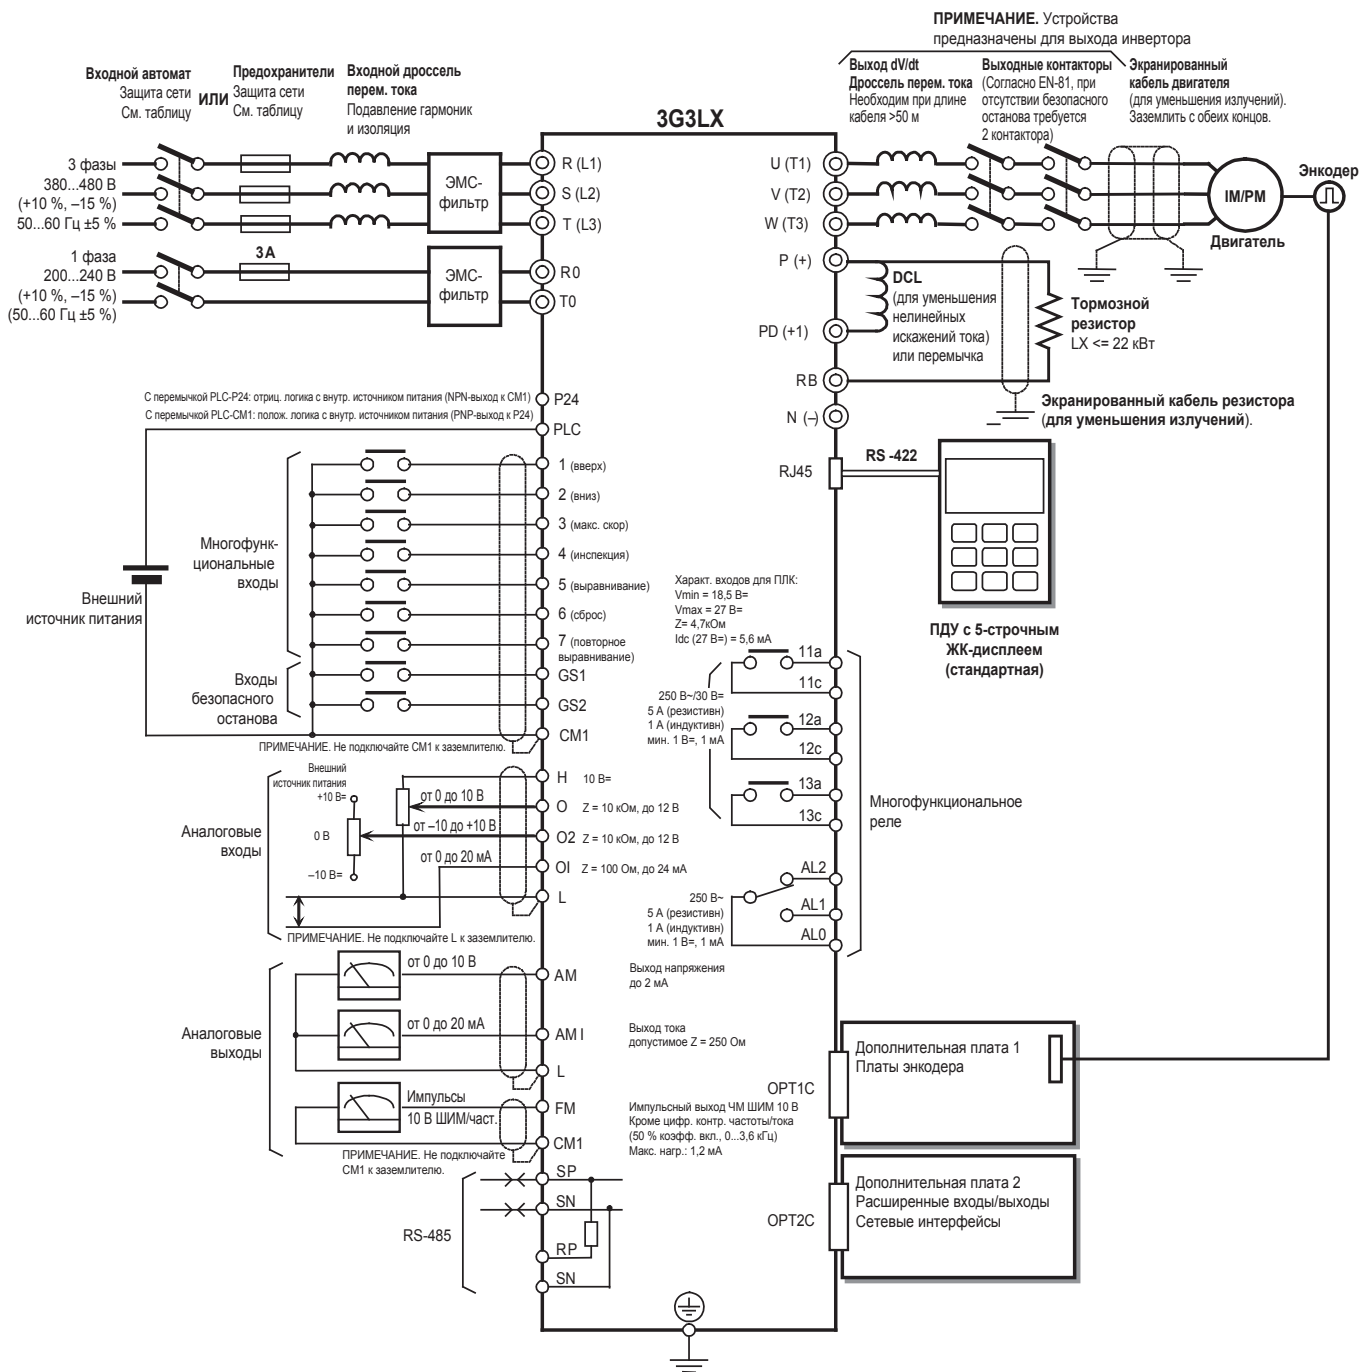 ПРИМЕЧАНИЕ. Устройства
предназначены для выхода инвертора
Входной автомат
Защита сети
См. таблицу
ИЛИ
Предохранители
Защита сети
См. таблицу
Входной дроссель
перем. тока
Подавление гармоник
и изоляция
3G3LX
Выход dV/dt
Дроссель перем. тока
Необходим при длине
кабеля >50 м
Выходные контакторы
(Согласно EN-81, при
отсутствии безопасного
останова требуется
2 контактора)
Экранированный
кабель двигателя
(для уменьшения излучений).
Заземлить с обеих концов.
3 фазы
380...480 В
(+10 %, –15 %)
50...60 Гц ±5 %
ЭМС-
фильтр
R (L1)
S (L2)
T (L3)
U (T1)
V (T2)
W (T3)
IM/PM
Двигатель
Энкодер
1 фаза
200...240 В
(+10 %, –15 %)
(50...60 Гц ±5 %)
3А
ЭМС-
фильтр
R0
T0
P (+)
PD (+1)
RB
N (–)
DCL
(для уменьшения
нелинейных
искажений тока)
или перемычка
Тормозной
резистор
LX <= 22 кВт
Экранированный кабель резистора
(для уменьшения излучений).
С перемычкой PLC-P24: отриц. логика с внутр. источником питания (NPN-выход к CM1)
С перемычкой PLC-CM1: полож. логика с внутр. источником питания (PNP-выход к P24)
P24
PLC
RJ45
RS -422
ПДУ с 5-строчным
ЖК-дисплеем
(стандартная)
Внешний
источник питания
Многофунк-
циональные
входы
1 (вверх)
2 (вниз)
3 (макс. скор)
4 (инспекция)
5 (выравнивание)
6 (сброс)
7 (повторное
выравнивание)
Входы
безопасного
останова
GS1
GS2
CM1
ПРИМЕЧАНИЕ. Не подключайте CM1 к заземлителю.
Характ. входов для ПЛК:
Vmin = 18,5 В=
Vmax = 27 В=
Z= 4,7кОм
Idc (27 В=) = 5,6 мА
250 В~/30 В=
5 А (резистивн)
1 А (индуктивн)
мин. 1 В=, 1 мА
11a
11c
12a
12c
13a
13c
Многофункциональное
реле
250 В~
5 А (резистивн)
1 А (индуктивн)
мин. 1 В=, 1 мА
AL2
AL1
AL0
Аналоговые
входы
Внешний
источник питания
+10 В=
0 В
–10 В=
от 0 до 10 В
от –10 до +10 В
от 0 до 20 мА
H 10 В=
O Z = 10 кОм, до 12 В
O2 Z = 10 кОм, до 12 В
OI Z = 100 Ом, до 24 мА
L
ПРИМЕЧАНИЕ. Не подключайте L к заземлителю.
Аналоговые
выходы
от 0 до 10 В
AM
Выход напряжения
до 2 мА
от 0 до 20 мА
AM I
Выход тока
допустимое Z = 250 Ом
L
Импульсы
10 В ШИМ/част.
FM
CM1
Импульсный выход ЧМ ШИМ 10 В
Кроме цифр. контр. частоты/тока
(50 % коэфф. вкл., 0...3,6 кГц)
Макс. нагр.: 1,2 мА
ПРИМЕЧАНИЕ. Не подключайте
CM1 к заземлителю.
RS-485
SP
SN
RP
SN
OPT1C
Дополнительная плата 1
Платы энкодера
OPT2C
Дополнительная плата 2
Расширенные входы/выходы
Сетевые интерфейсы